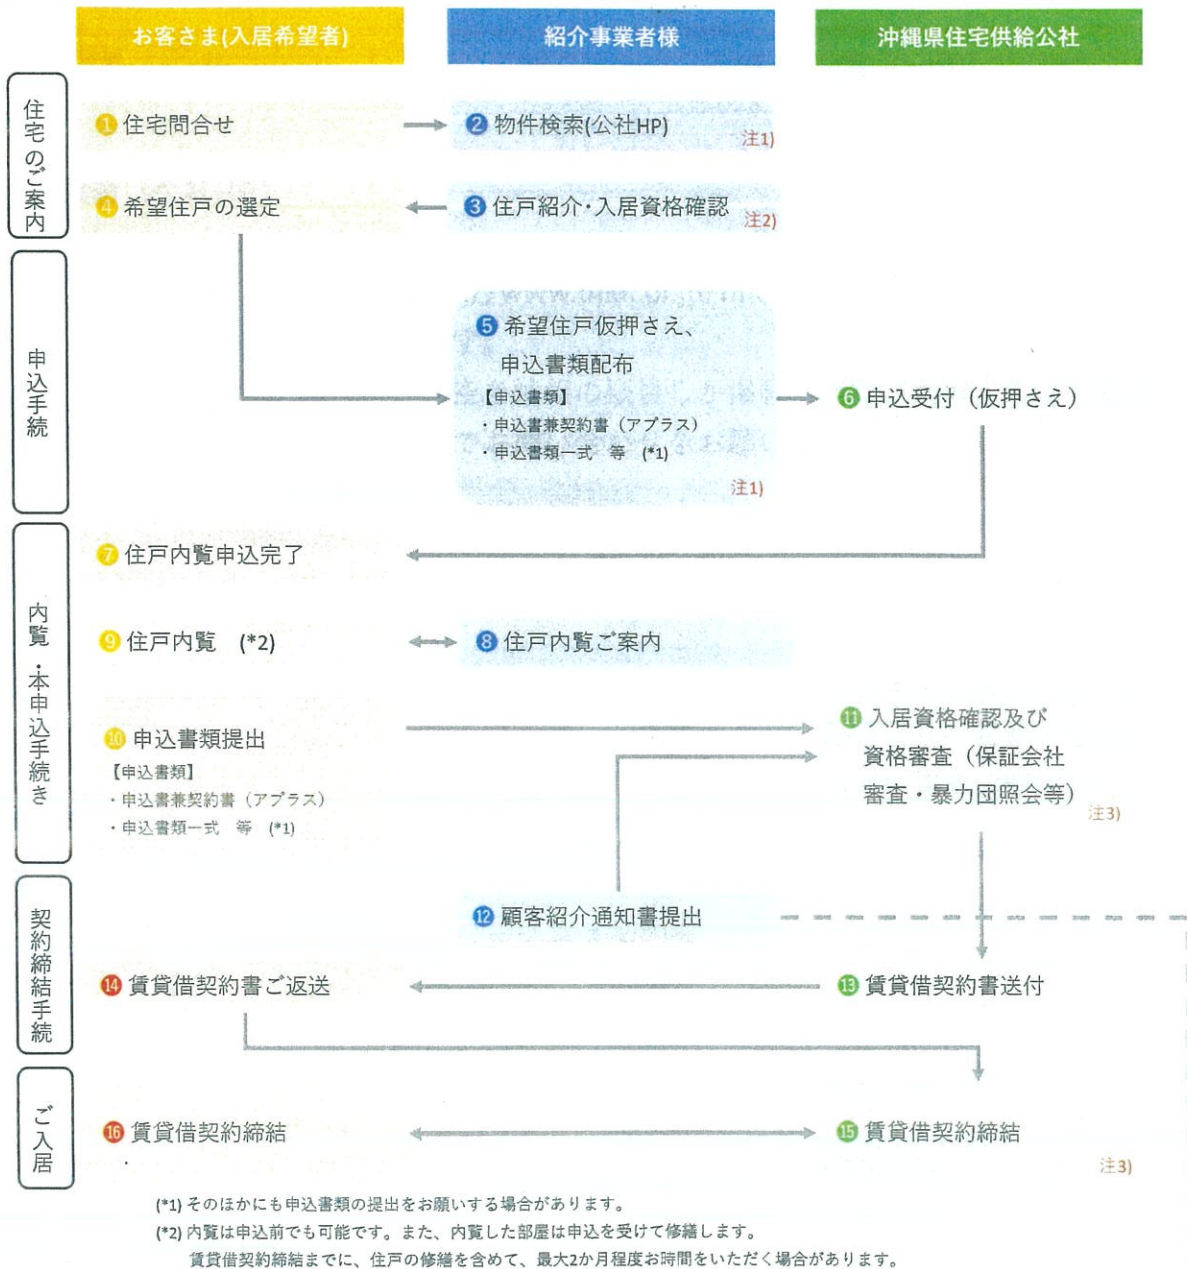 お客さま(入居希望者)
紹介事業者様
沖縄県住宅供給公社
住宅のご案内
❶ 住宅問合せ
❷ 物件検索(公社HP)
注1)
❹ 希望住戸の選定
❸ 住戸紹介・入居資格確認
注2)
申込手続
❺ 希望住戸仮押さえ、
申込書類配布
【申込書類】
・申込書兼契約書（アプラス）
・申込書類一式　等　(*1)
注1)
❻ 申込受付（仮押さえ）
内覧・本申込手続き
❼ 住戸内覧申込完了
❾ 住戸内覧　(*2)
❽ 住戸内覧ご案内
❿ 申込書類提出
【申込書類】
・申込書兼契約書（アプラス）
・申込書類一式　等　(*1)
⓫ 入居資格確認及び
資格審査（保証会社
審査・暴力団照会等）
注3)
契約締結手続
⓬ 顧客紹介通知書提出
⓮ 賃貸借契約書ご返送
⓭ 賃貸借契約書送付
ご入居
⓰ 賃貸借契約締結
⓯ 賃貸借契約締結
注3)
(*1) そのほかにも申込書類の提出をお願いする場合があります。
(*2) 内覧は申込前でも可能です。また、内覧した部屋は申込を受けて修繕します。
賃貸借契約締結までに、住戸の修繕を含めて、最大2か月程度お時間をいただく場合があります。